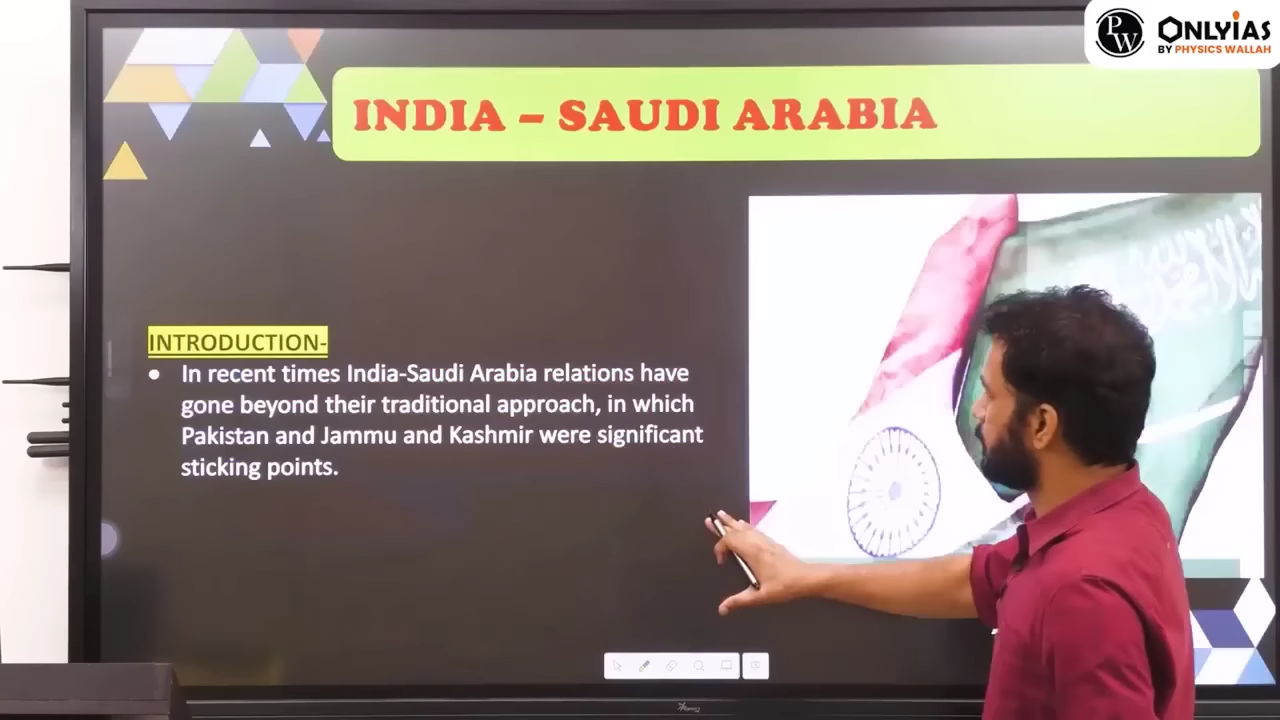 PW
ONLYIAS
BY PHYSICS WALLAH
INDIA – SAUDI ARABIA
INTRODUCTION-
● In recent times India-Saudi Arabia relations have
gone beyond their traditional approach, in which
Pakistan and Jammu and Kashmir were significant
sticking points.